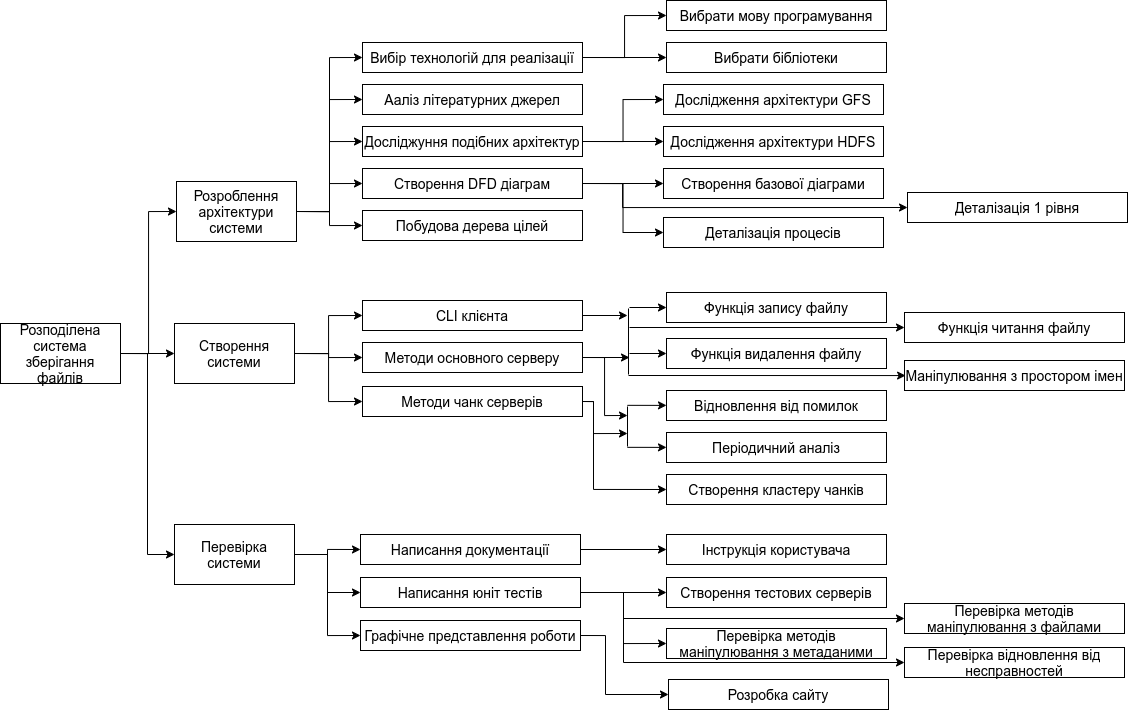 Розподілена
система
зберігання
файлів
Розроблення
архітектури
системи
Вибір технологій для реалізації
Вибрати мову програмування
Вибрати бібліотеки
Ааліз літературних джерел
Досліджуння подібних архітектур
Дослідження архітектури GFS
Дослідження архітектури HDFS
Створення DFD діаграм
Створення базової діаграми
Деталізація 1 рівня
Деталізація процесів
Побудова дерева цілей
Створення
системи
CLI клієнта
Методи основного серверу
Методи чанк серверів
Функція запису файлу
Функція читання файлу
Функція видалення файлу
Маніпулювання з простором імен
Відновлення від помилок
Періодичний аналіз
Створення кластеру чанків
Перевірка
системи
Написання документації
Інструкція користувача
Написання юніт тестів
Створення тестових серверів
Перевірка методів
маніпулювання з файлами
Перевірка методів
маніпулювання з метаданими
Перевірка відновлення від
несправностей
Графічне представлення роботи
Розробка сайту